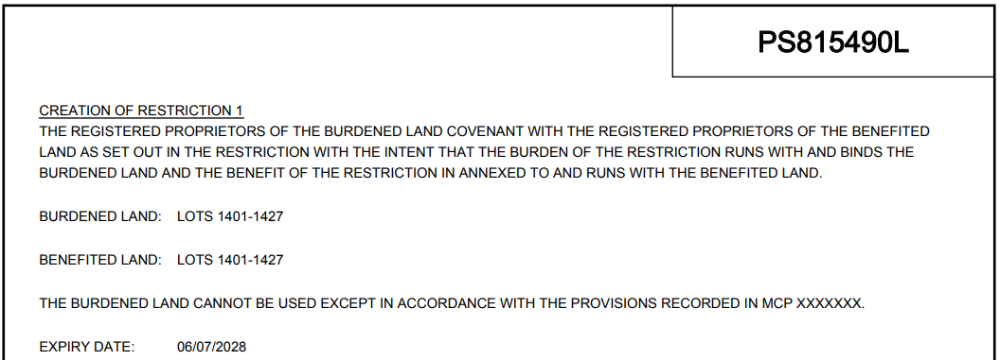 PS815490L
CREATION OF RESTRICTION 1
THE REGISTERED PROPRIETORS OF THE BURDENED LAND COVENANT WITH THE REGISTERED PROPRIETORS OF THE BENEFITED
LAND AS SET OUT IN THE RESTRICTION WITH THE INTENT THAT THE BURDEN OF THE RESTRICTION RUNS WITH AND BINDS THE
BURDENED LAND AND THE BENEFIT OF THE RESTRICTION IN ANNEXED TO AND RUNS WITH THE BENEFITED LAND.
BURDENED LAND: LOTS 1401-1427
BENEFITED LAND: LOTS 1401-1427
THE BURDENED LAND CANNOT BE USED EXCEPT IN ACCORDANCE WITH THE PROVISIONS RECORDED IN MCP XXXXXXX.
EXPIRY DATE: 06/07/2028